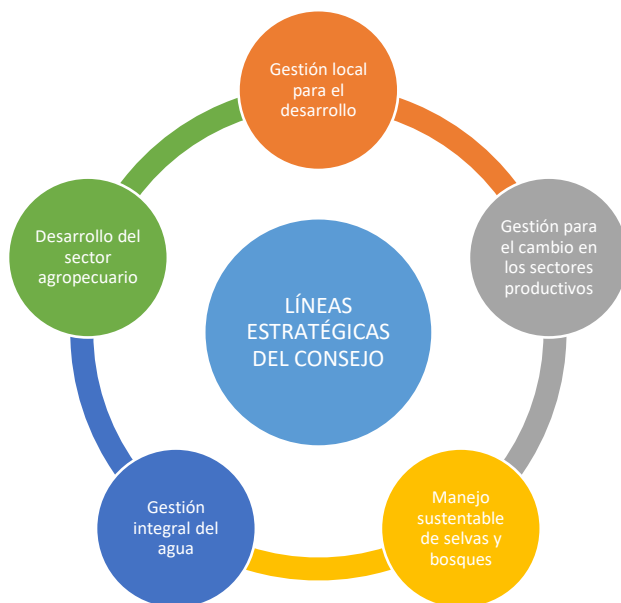 Gestión local
para el
desarrollo
Gestión para
el cambio en
los sectores
productivos
Manejo
sustentable
de selvas y
bosques
Gestión
integral del
agua
Desarrollo del
sector
agropecuario
LÍNEAS
ESTRATÉGICAS
DEL CONSEJO